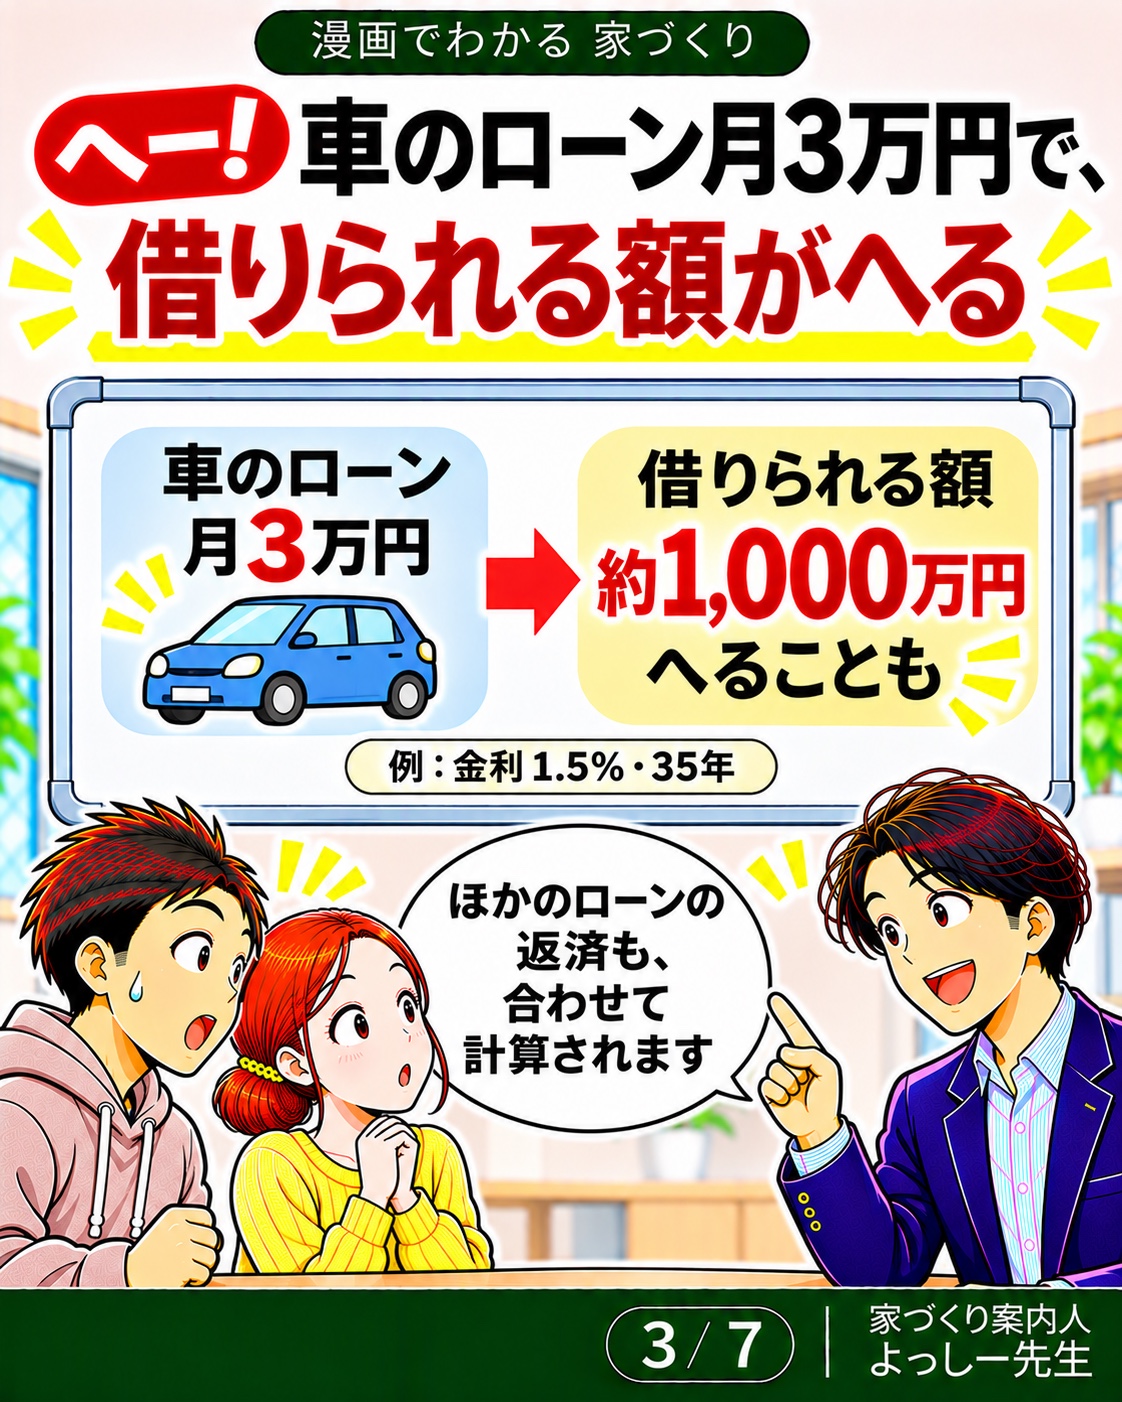 漫画でわかる 家づくり
へー! 車のローン月3万円で、
借りられる額がへる
車のローン
月3万円
借りられる額
約1,000万円
へることも
例:金利1.5%・35年
ほかのローンの
返済も、
合わせて
計算されます
3/7
家づくり案内人
よっしー先生